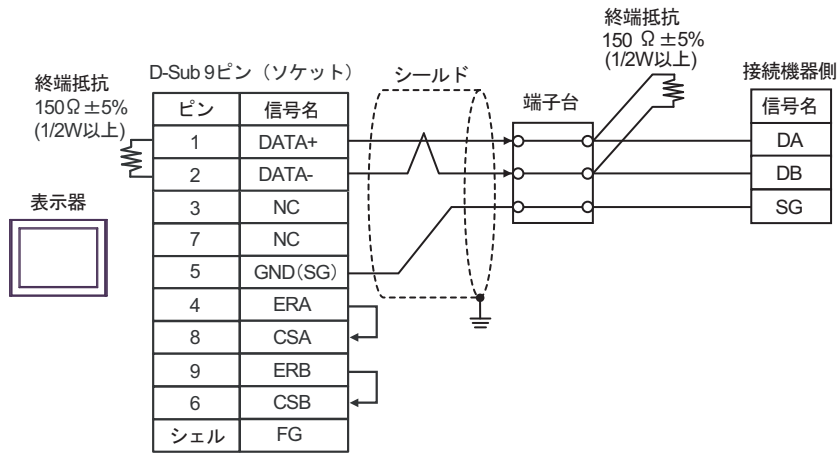 終端抵抗
150 Ω ±5%
(1/2W以上)
終端抵抗
150Ω±5%
(1/2W以上)
D-Sub 9ピン（ソケット）
シールド
端子台
接続機器側
表示器
ピン 信号名
1 DATA+
2 DATA-
3 NC
7 NC
5 GND(SG)
4 ERA
8 CSA
9 ERB
6 CSB
シェル FG
信号名
DA
DB
SG